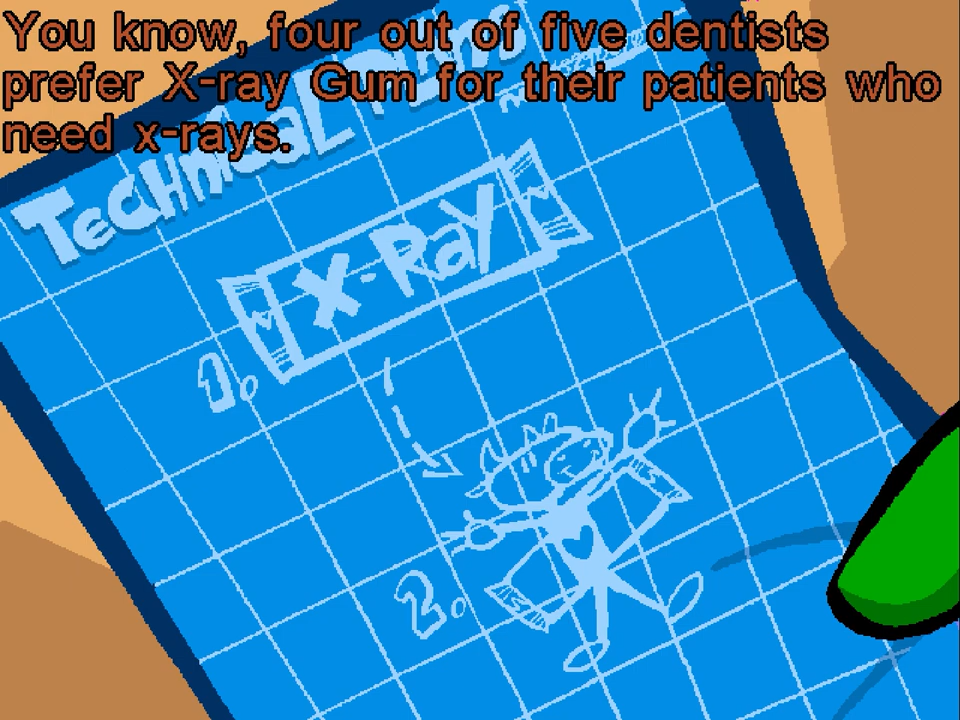 You know, four out of five dentists
prefer X-ray Gum for their patients who
need x-rays.
Technical Plans
X-Ray
1.
2.